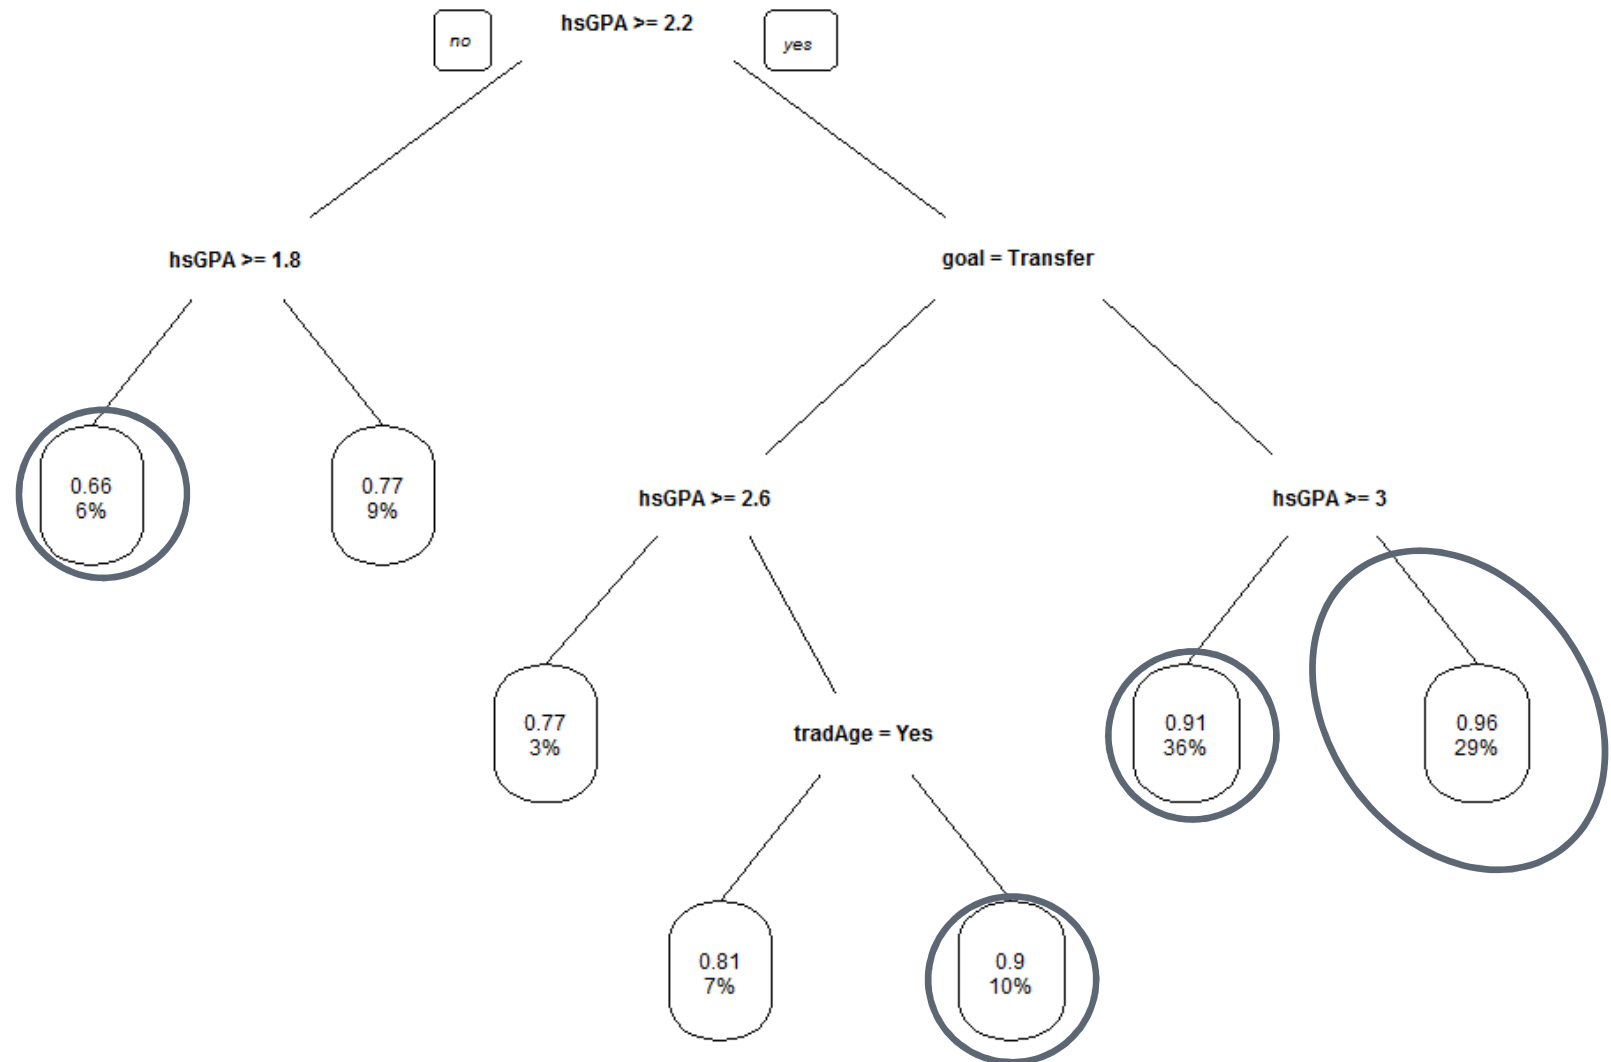 no
hsGPA >= 2.2
yes
hsGPA >= 1.8
goal = Transfer
0.66
6%
0.77
9%
hsGPA >= 2.6
hsGPA >= 3
0.77
3%
tradAge = Yes
0.91
36%
0.96
29%
0.81
7%
0.9
10%